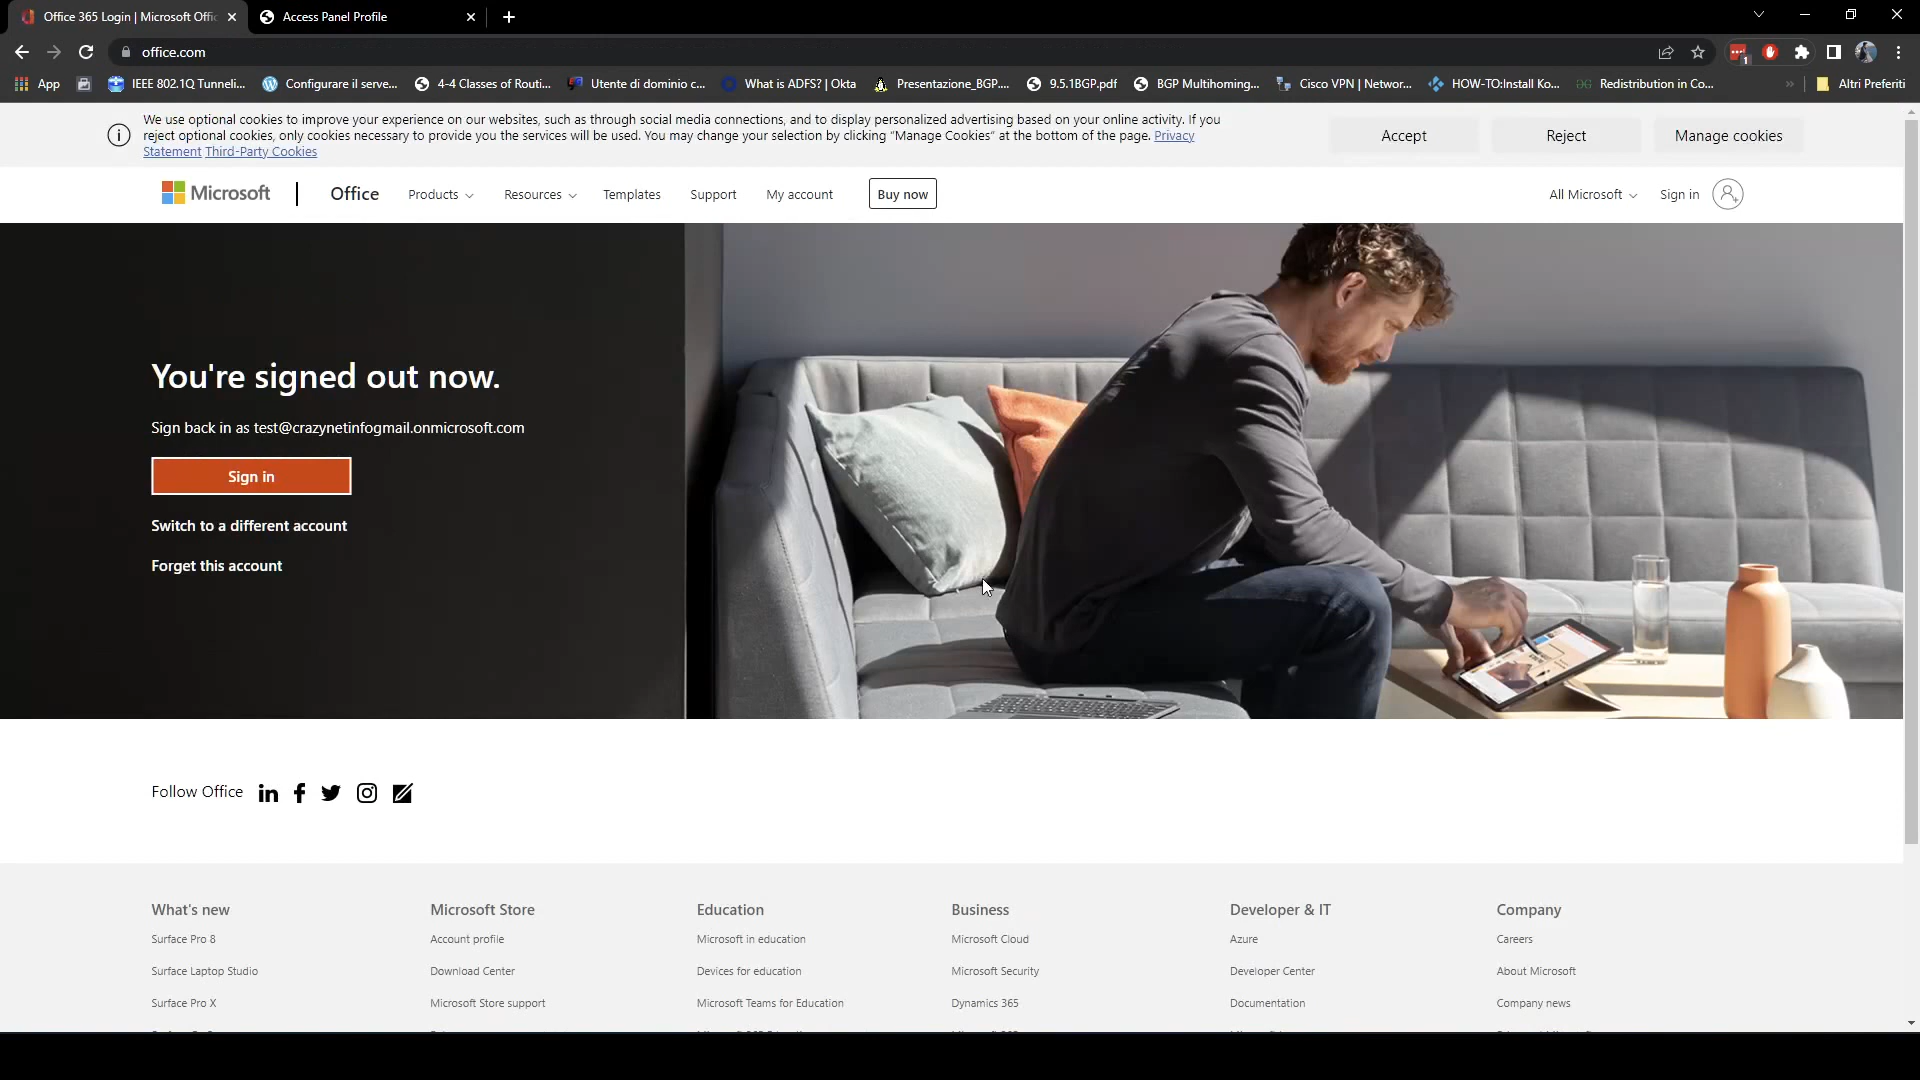 Office 365 Login | Microsoft Offic
Access Panel Profile
office.com
App
IEEE 802.1Q Tunneli...
Configurare il serve...
4-4 Classes of Routi...
Utente di dominio c...
What is ADFS? | Okta
Presentazione_BGP....
9.5.1BGP.pdf
BGP Multihoming...
Cisco VPN | Networ...
HOW-TO:Install Ko...
Redistribution in Co...
»
Altri Preferiti
We use optional cookies to improve your experience on our websites, such as through social media connections, and to display personalized advertising based on your online activity. If you
reject optional cookies, only cookies necessary to provide you the services will be used. You may change your selection by clicking "Manage Cookies" at the bottom of the page. Privacy
Statement Third-Party Cookies
Accept
Reject
Manage cookies
Microsoft
Office
Products
Resources
Templates
Support
My account
Buy now
All Microsoft
Sign in
You're signed out now.
Sign back in as test@crazynetinfogmail.onmicrosoft.com
Sign in
Switch to a different account
Forget this account
Follow Office
What's new
Microsoft Store
Education
Business
Developer & IT
Company
Surface Pro 8
Account profile
Microsoft in education
Microsoft Cloud
Azure
Careers
Surface Laptop Studio
Download Center
Devices for education
Microsoft Security
Developer Center
About Microsoft
Surface Pro X
Microsoft Store support
Microsoft Teams for Education
Dynamics 365
Documentation
Company news